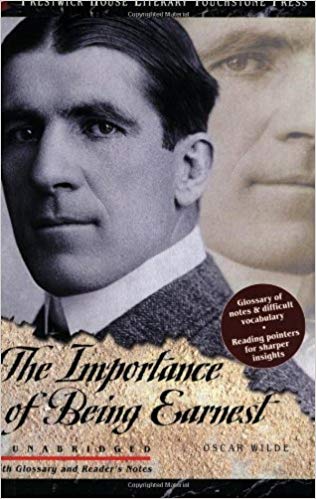 PRESTWICK HOUSE LITERARY TOUCHSTONE PRESS
Glossary of
notes & difficult
vocabulary
•
Reading pointers
for sharper
insights
The Importance
of Being Earnest
UNABRIDGED
OSCAR WILDE
th Glossary and Reader's Notes